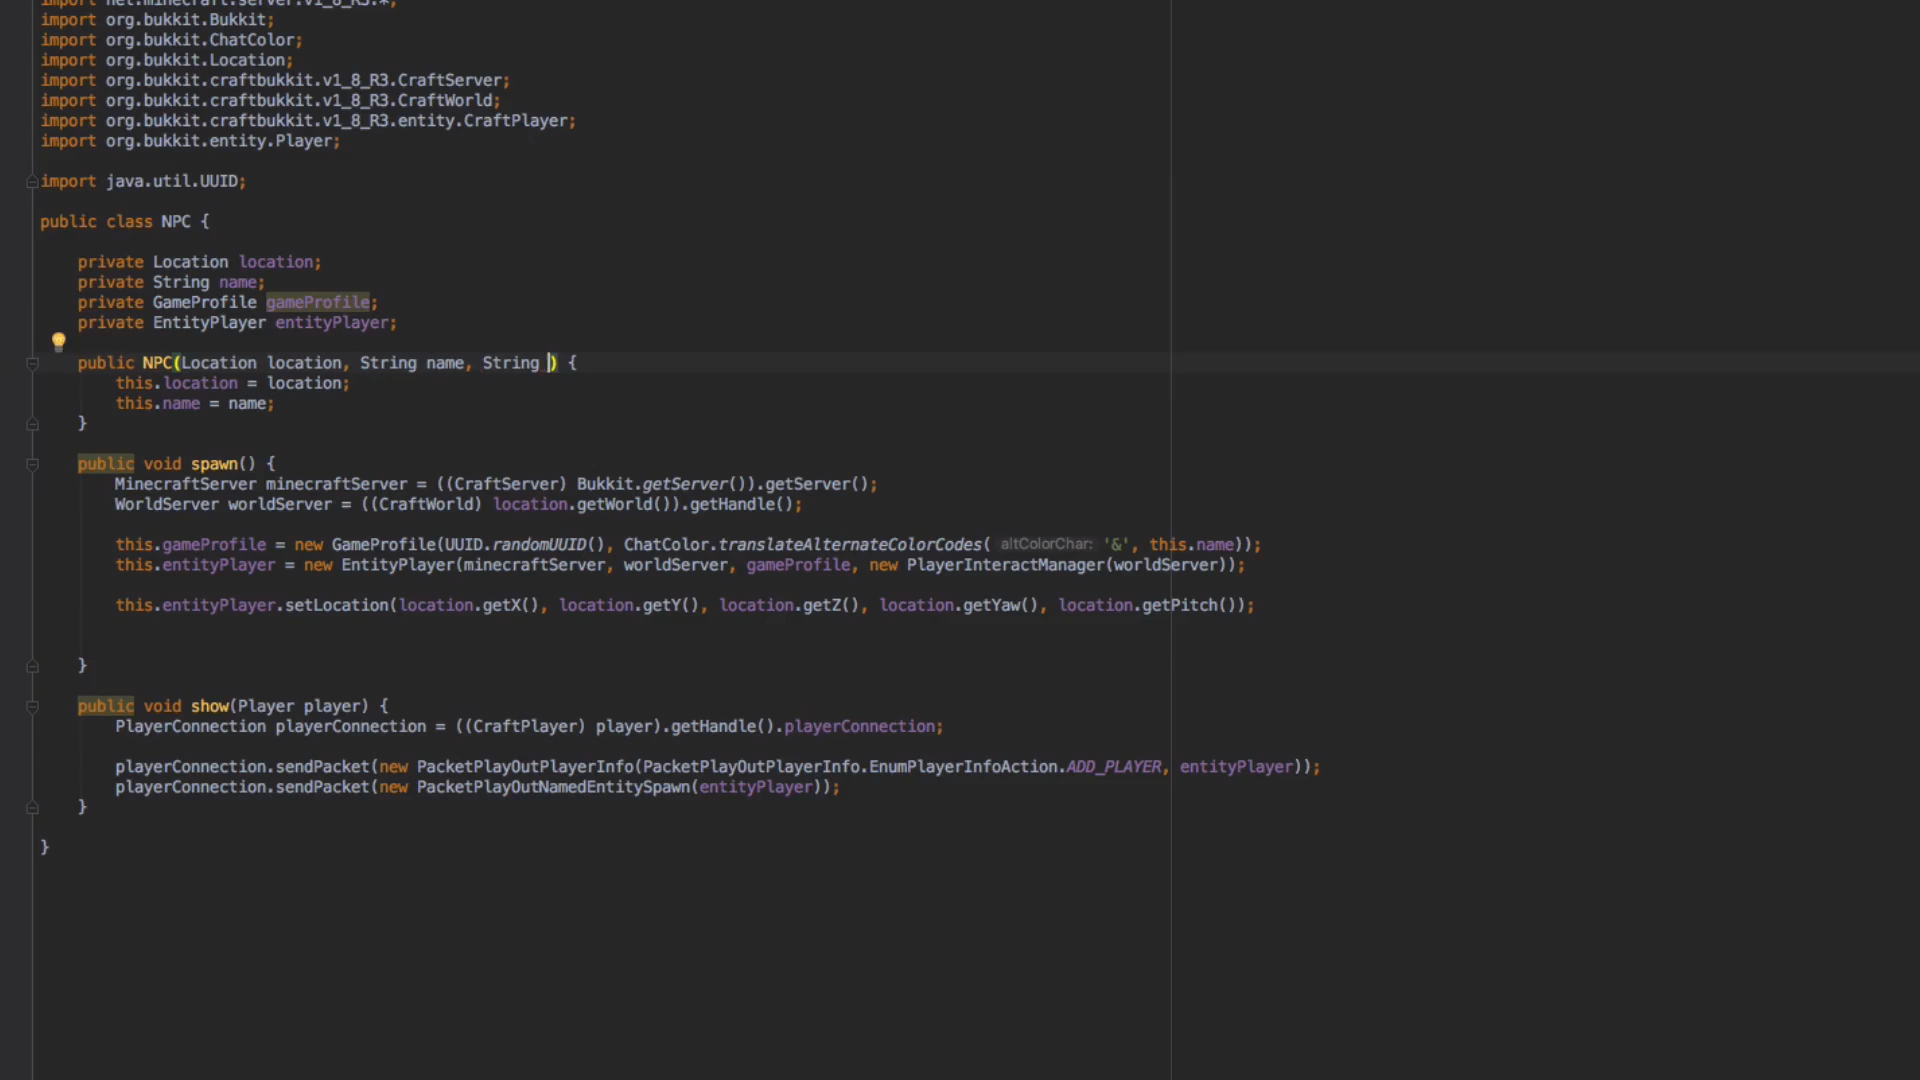 import net.minecraft.server.v1_8_R3.*;
import org.bukkit.Bukkit;
import org.bukkit.ChatColor;
import org.bukkit.Location;
import org.bukkit.craftbukkit.v1_8_R3.CraftServer;
import org.bukkit.craftbukkit.v1_8_R3.CraftWorld;
import org.bukkit.craftbukkit.v1_8_R3.entity.CraftPlayer;
import org.bukkit.entity.Player;
import java.util.UUID;
public class NPC {
private Location location;
private String name;
private GameProfile gameProfile;
private EntityPlayer entityPlayer;
public NPC(Location location, String name, String ) {
this.location = location;
this.name = name;
}
public void spawn() {
MinecraftServer minecraftServer = ((CraftServer) Bukkit.getServer()).getServer();
WorldServer worldServer = ((CraftWorld) location.getWorld()).getHandle();
this.gameProfile = new GameProfile(UUID.randomUUID(), ChatColor.translateAlternateColorCodes( altColorChar: '&', this.name));
this.entityPlayer = new EntityPlayer(minecraftServer, worldServer, gameProfile, new PlayerInteractManager(worldServer));
this.entityPlayer.setLocation(location.getX(), location.getY(), location.getZ(), location.getYaw(), location.getPitch());
}
public void show(Player player) {
PlayerConnection playerConnection = ((CraftPlayer) player).getHandle().playerConnection;
playerConnection.sendPacket(new PacketPlayOutPlayerInfo(PacketPlayOutPlayerInfo.EnumPlayerInfoAction.ADD_PLAYER, entityPlayer));
playerConnection.sendPacket(new PacketPlayOutNamedEntitySpawn(entityPlayer));
}
}